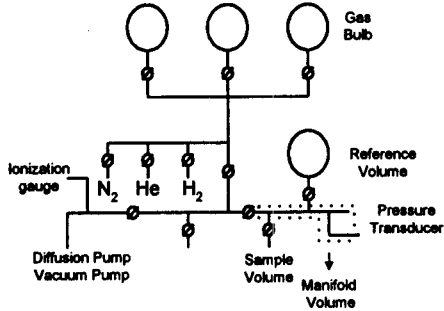 Gas
Bulb
Ionization
gauge
N2
He
H2
Reference
Volume
Pressure
Transducer
Diffusion Pump
Vacuum Pump
Sample
Volume
Manifold
Volume